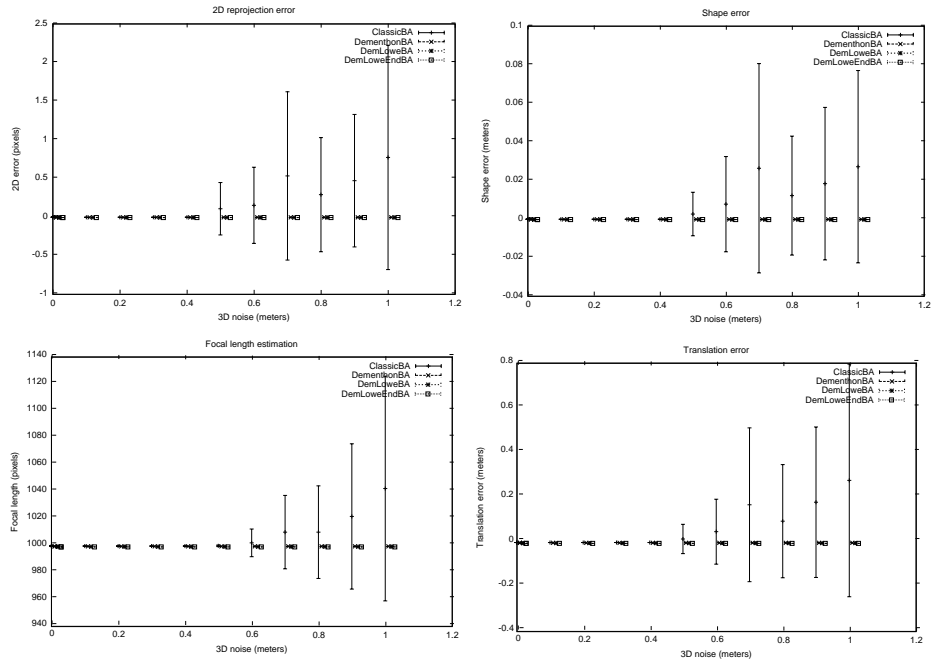 2D reprojection error
2.5
2
1.5
1
0.5
0
-0.5
-1
2D error (pixels)
ClassicBA
DementhonBA
DemLoweBA
DemLoweEndBA
0 0.2 0.4 0.6 0.8 1 1.2
3D noise (meters)
Shape error
0.1
0.08
0.06
0.04
0.02
0
-0.02
-0.04
Shape error (meters)
ClassicBA
DementhonBA
DemLoweBA
DemLoweEndBA
0 0.2 0.4 0.6 0.8 1 1.2
3D noise (meters)
Focal length estimation
1140
1120
1100
1080
1060
1040
1020
1000
980
960
940
Focal length (pixels)
ClassicBA
DementhonBA
DemLoweBA
DemLoweEndBA
0 0.2 0.4 0.6 0.8 1 1.2
3D noise (meters)
Translation error
0.8
0.6
0.4
0.2
0
-0.2
-0.4
Translation error (meters)
ClassicBA
DementhonBA
DemLoweBA
DemLoweEndBA
0 0.2 0.4 0.6 0.8 1 1.2
3D noise (meters)